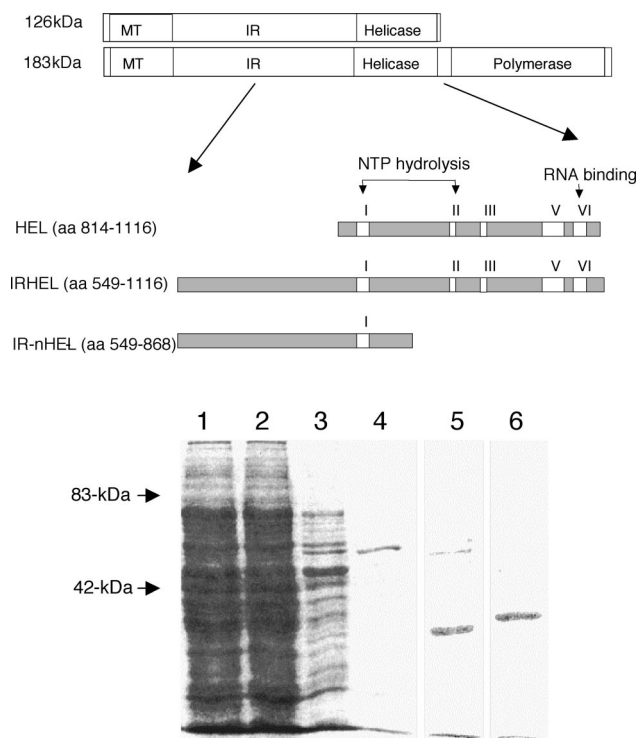 126kDa MT IR Helicase
183kDa MT IR Helicase Polymerase
NTP hydrolysis
RNA binding
I II III V VI
HEL (aa 814-1116)
I II III V VI
IRHEL (aa 549-1116)
I
IR-nHEL (aa 549-868)
1 2 3 4 5 6
83-kDa
42-kDa